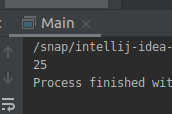 : Main ×
/snap/intellij-idea-
25
Process finished wit